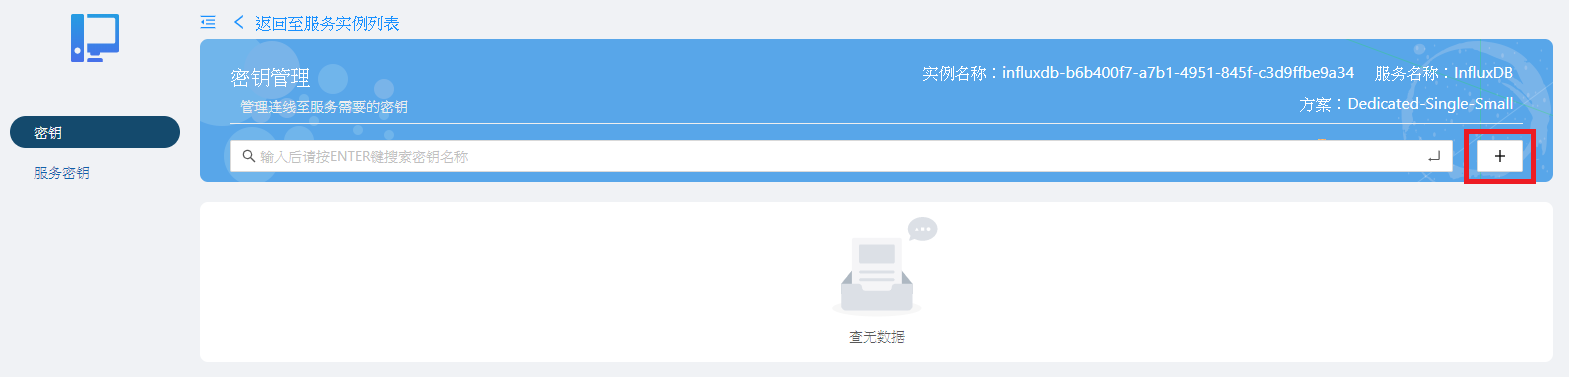 返回至服务实例列表
密钥管理
实例名称：influxdb-b6b400f7-a7b1-4951-845f-c3d9ffbe9a34 服务名称：InfluxDB
管理连线至服务需要的密钥
方案：Dedicated-Single-Small
密钥
输入后请按ENTER键搜索密钥名称
服务密钥
查无数据